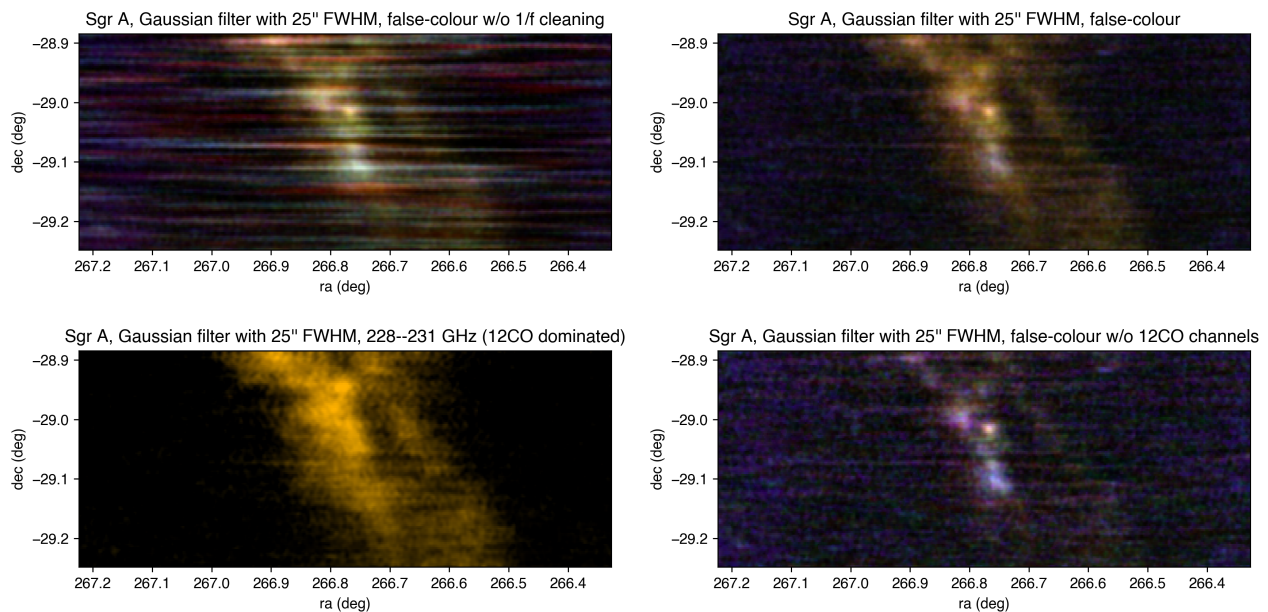 Sgr A, Gaussian filter with 25" FWHM, false-colour w/o 1/f cleaning
−28.9
−29.0
−29.1
−29.2
dec (deg)
267.2 267.1 267.0 266.9 266.8 266.7 266.6 266.5 266.4
ra (deg)
Sgr A, Gaussian filter with 25" FWHM, false-colour
−28.9
−29.0
−29.1
−29.2
dec (deg)
267.2 267.1 267.0 266.9 266.8 266.7 266.6 266.5 266.4
ra (deg)
Sgr A, Gaussian filter with 25" FWHM, 228--231 GHz (12CO dominated)
−28.9
−29.0
−29.1
−29.2
dec (deg)
267.2 267.1 267.0 266.9 266.8 266.7 266.6 266.5 266.4
ra (deg)
Sgr A, Gaussian filter with 25" FWHM, false-colour w/o 12CO channels
−28.9
−29.0
−29.1
−29.2
dec (deg)
267.2 267.1 267.0 266.9 266.8 266.7 266.6 266.5 266.4
ra (deg)